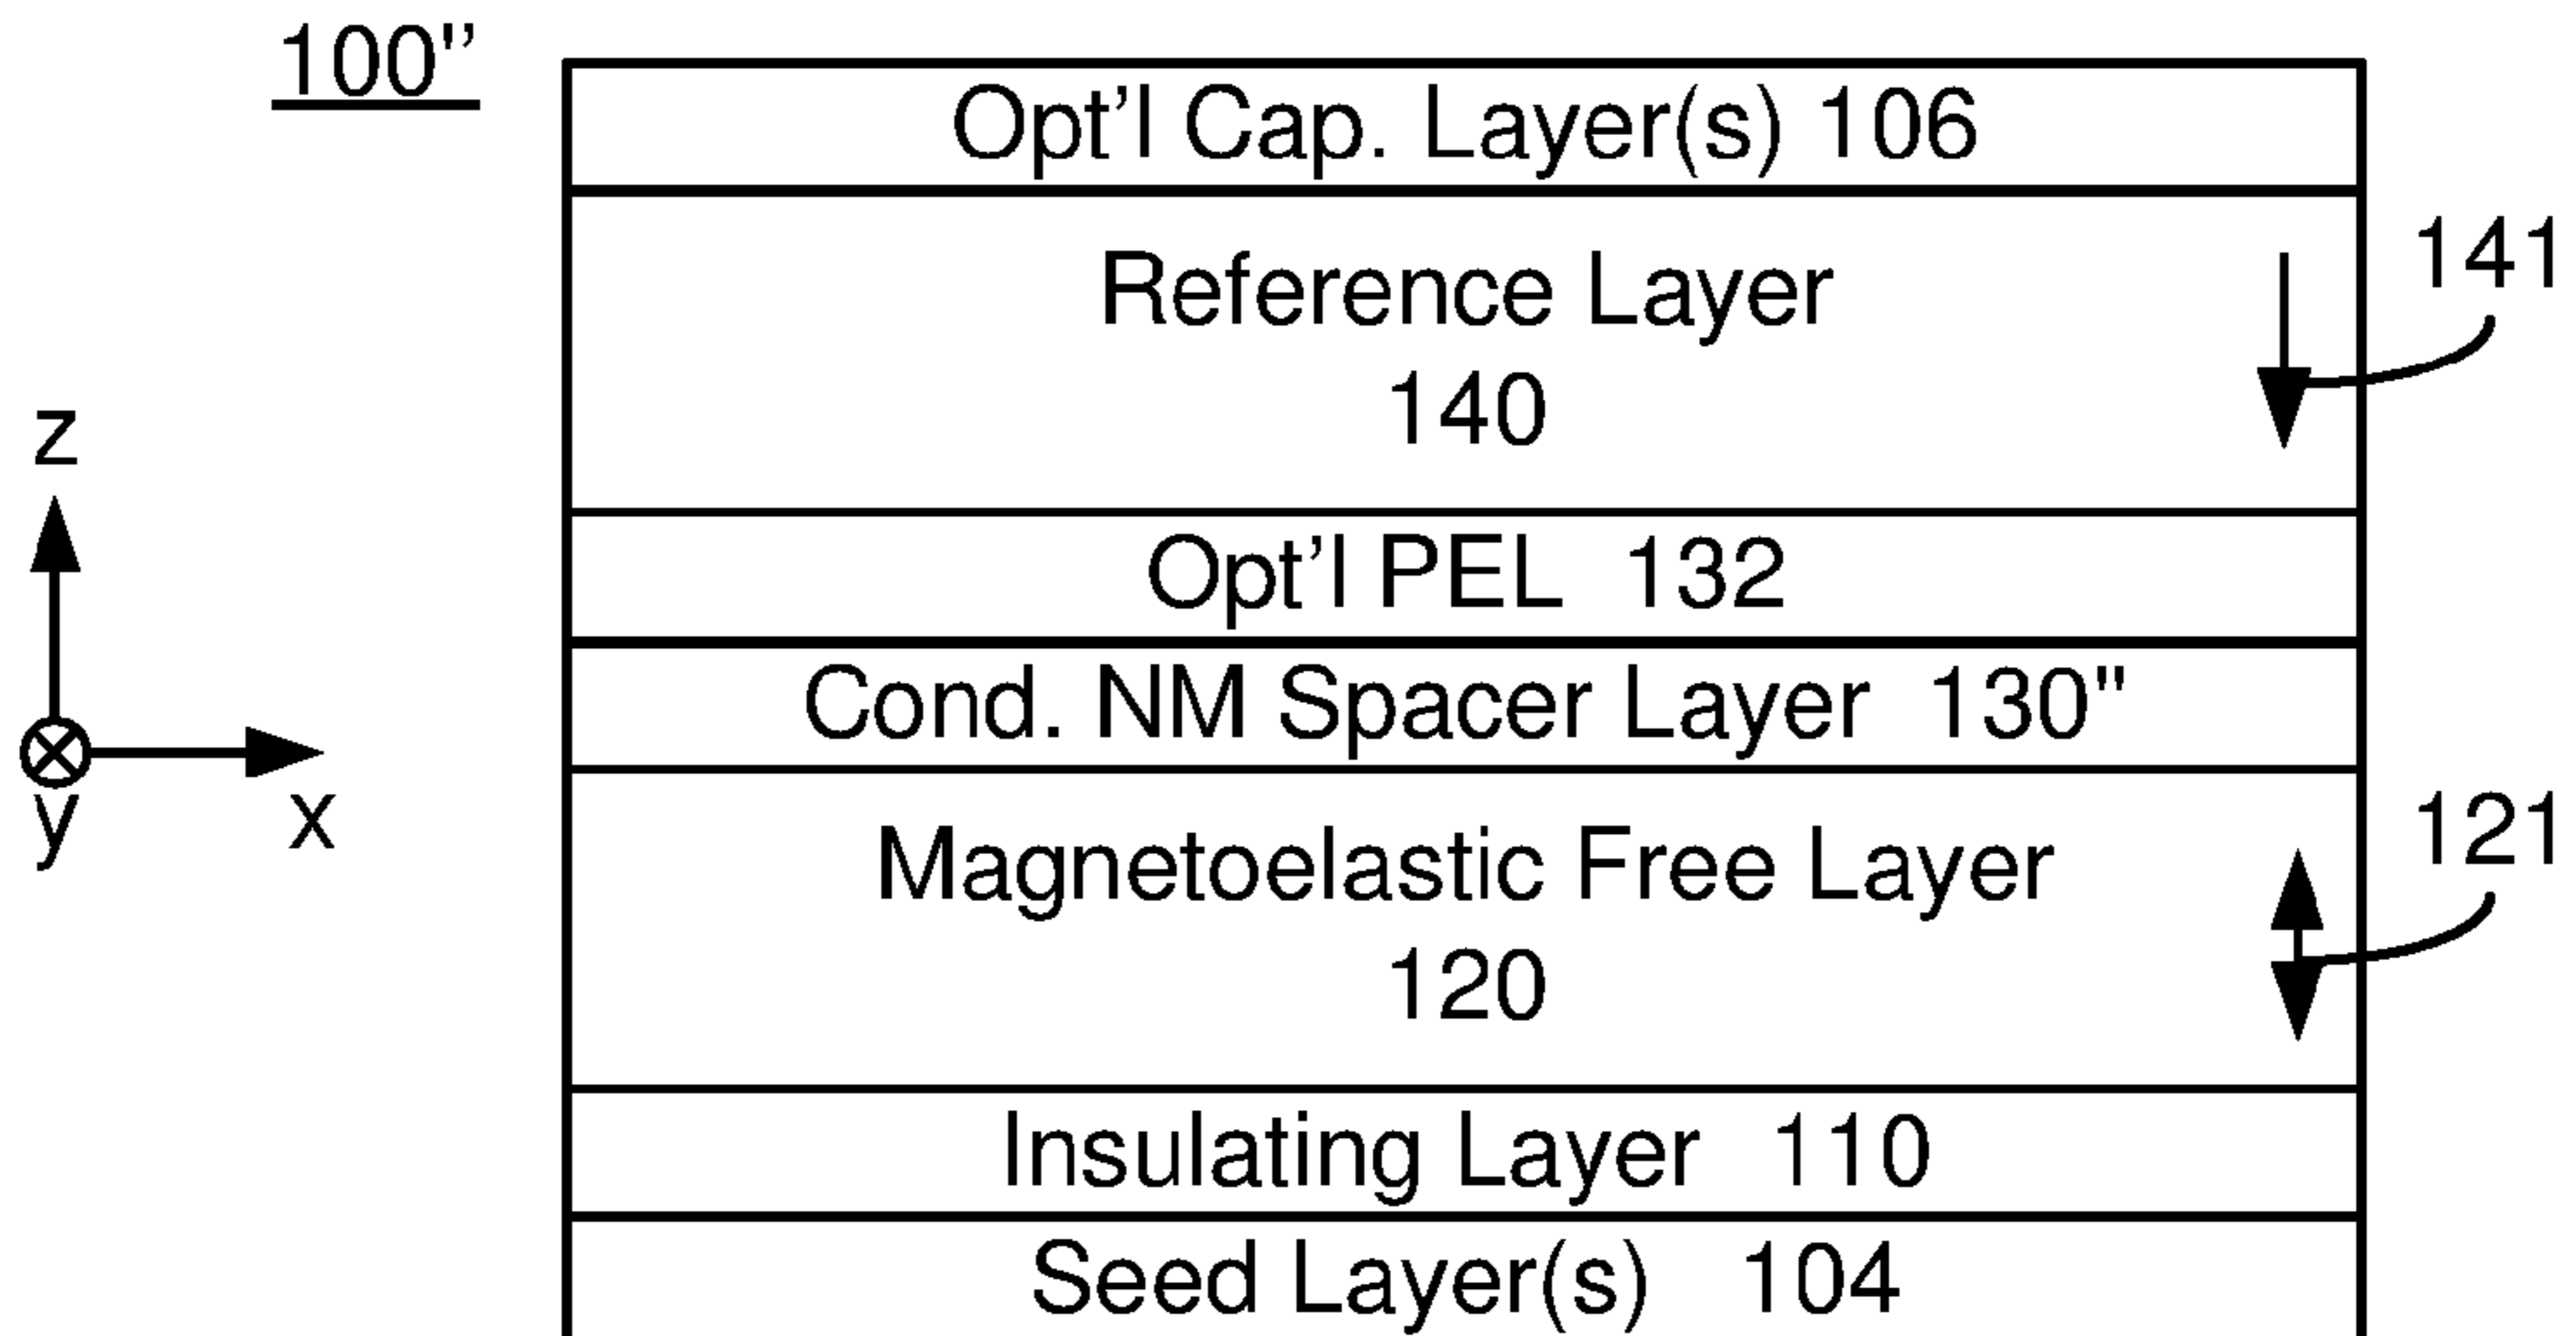 100''
Opt'l Cap. Layer(s) 106
Reference Layer
140
141
Opt'l PEL 132
z
Cond. NM Spacer Layer 130"
y
x
Magnetoelastic Free Layer
120
121
Insulating Layer 110
Seed Layer(s) 104